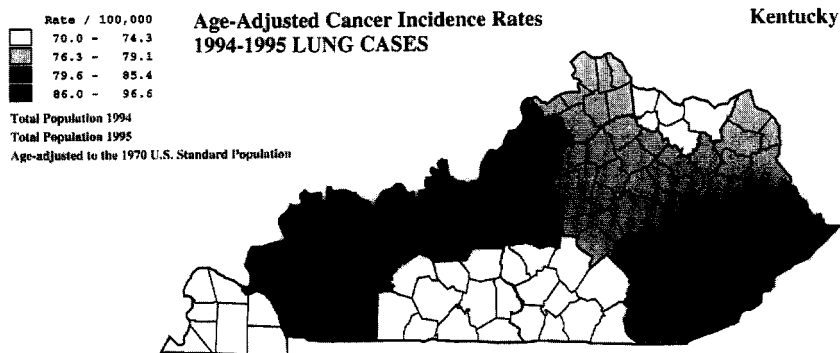 Rate / 100,000
70.0 - 74.3
76.3 - 79.1
79.6 - 85.4
86.0 - 96.6
Total Population 1994
Total Population 1995
Age-adjusted to the 1970 U.S. Standard Population
Age-Adjusted Cancer Incidence Rates
1994-1995 LUNG CASES
Kentucky